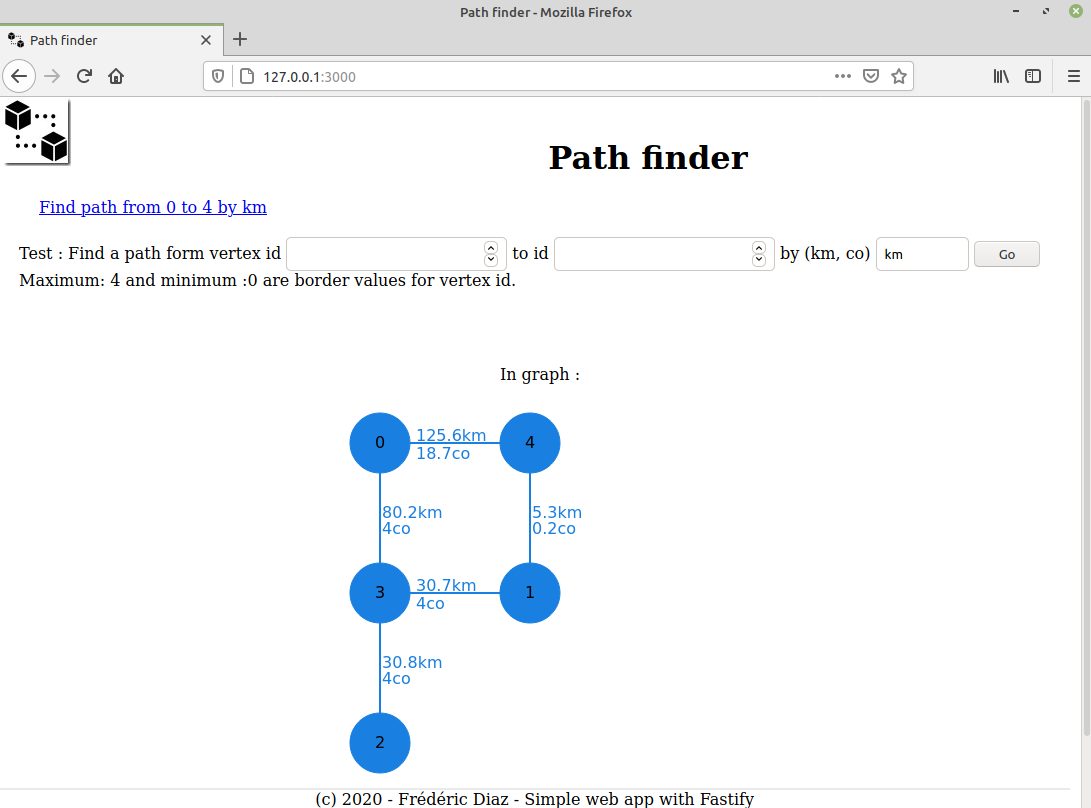 Path finder - Mozilla Firefox
Path finder
127.0.0.1:3000
Path finder
Find path from 0 to 4 by km
Test : Find a path form vertex id to id by (km, co) km Go
Maximum: 4 and minimum :0 are border values for vertex id.
In graph :
0 125.6km 4
18.7co
80.2km 5.3km
4co 0.2co
3 30.7km 1
4co
30.8km
4co
2
(c) 2020 - Frédéric Diaz - Simple web app with Fastify